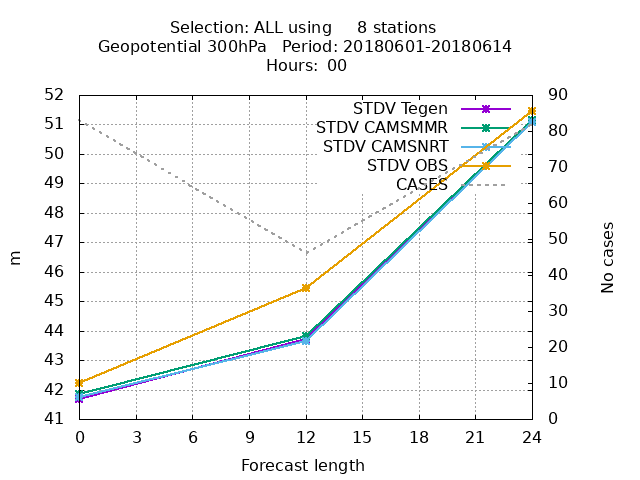 Selection: ALL using     8 stations
Geopotential 300hPa   Period: 20180601-20180614
Hours:  00
52
51
50
49
48
47
46
45
44
43
42
41
m
STDV Tegen
STDV CAMSMMR
STDV CAMSNRT
STDV OBS
CASES
90
80
70
60
50
40
30
20
10
0
No cases
0 3 6 9 12 15 18 21 24
Forecast length